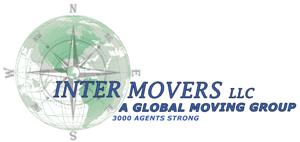 N
W E
INTER MOVERS LLC
A GLOBAL MOVING GROUP
3000 AGENTS STRONG
S